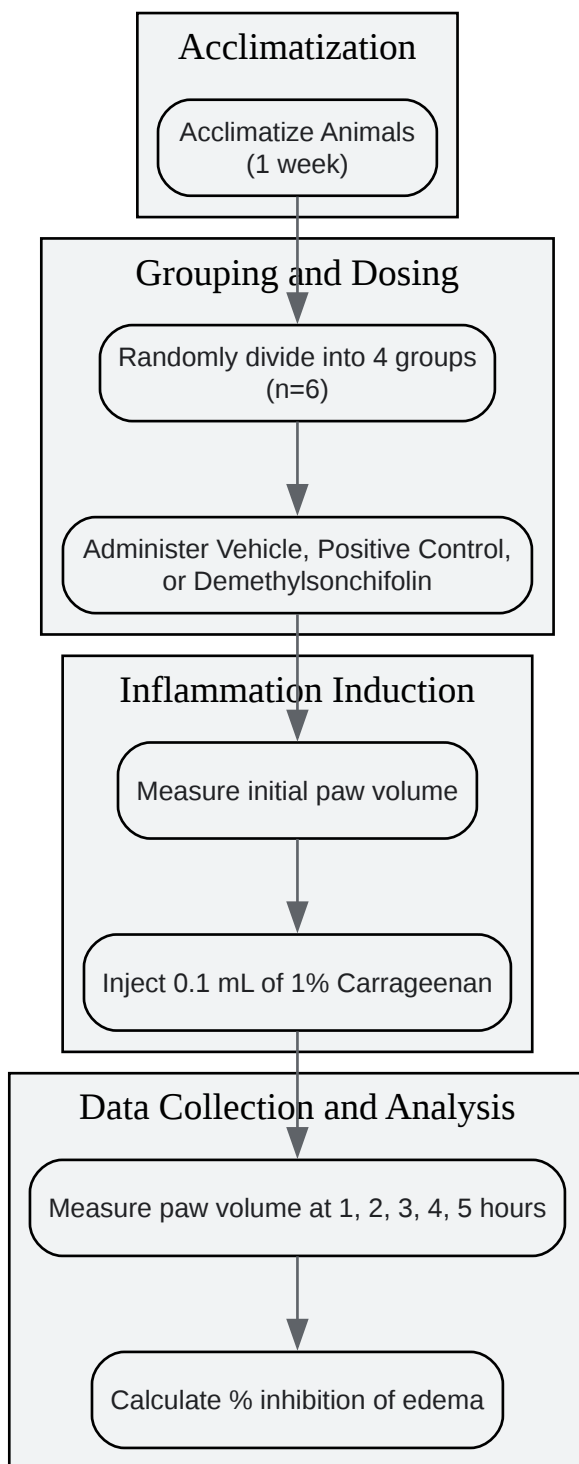 Acclimatization
Acclimatize Animals
(1 week)
Grouping and Dosing
Randomly divide into 4 groups
(n=6)
Administer Vehicle, Positive Control,
or Demethylsonchifolin
Inflammation Induction
Measure initial paw volume
Inject 0.1 mL of 1% Carrageenan
Data Collection and Analysis
Measure paw volume at 1, 2, 3, 4, 5 hours
Calculate % inhibition of edema